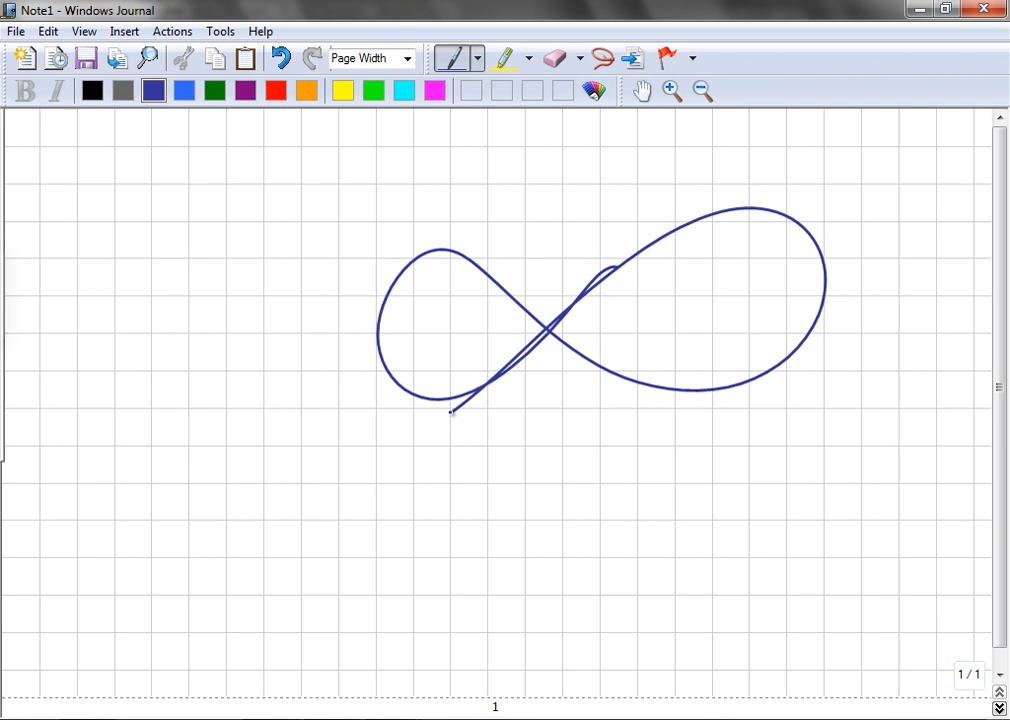 Note1 - Windows Journal
File Edit View Insert Actions Tools Help
Page Width
B I
1 / 1
1